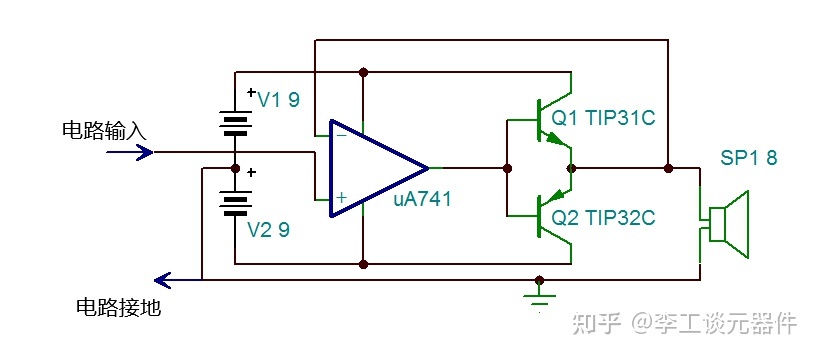 +
V1 9
电路输入
−
Q1 TIP31C
SP1 8
+
+
uA741
V2 9
Q2 TIP32C
电路接地
知乎 @李工谈元器件